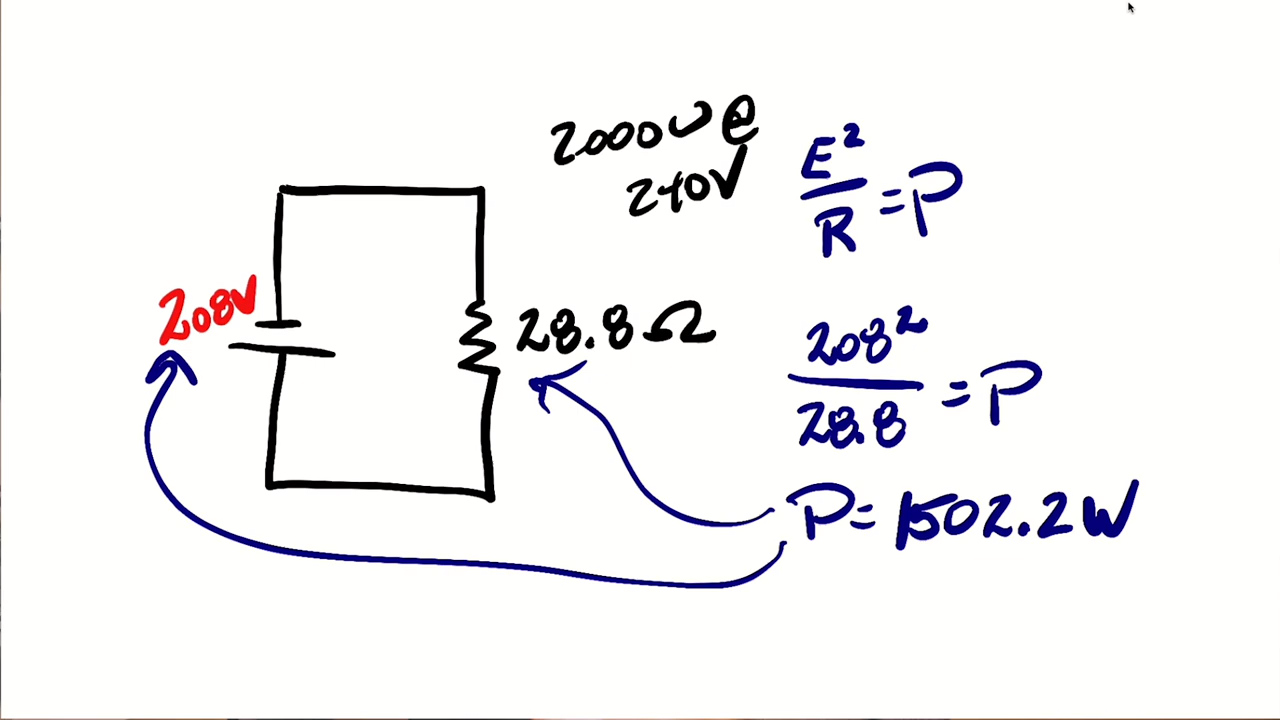 2000W @
240V
E²
R
=P
208V
28.8Ω
208²
28.8
=P
P= 1502.2W